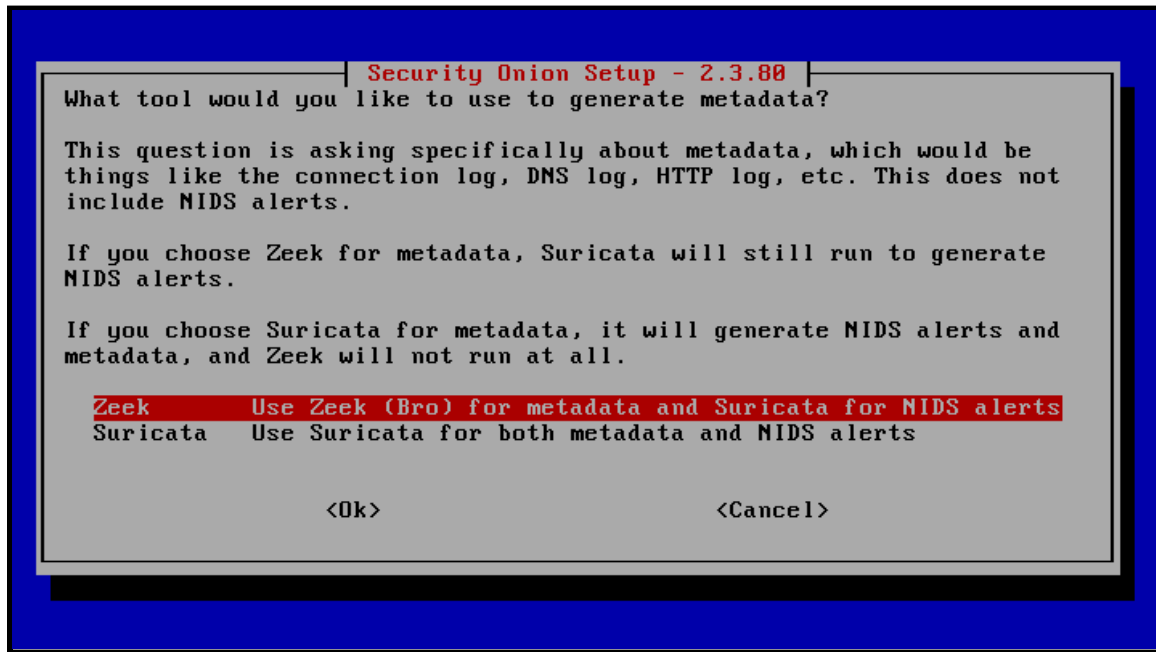 Security Onion Setup - 2.3.80
What tool would you like to use to generate metadata?
This question is asking specifically about metadata, which would be
things like the connection log, DNS log, HTTP log, etc. This does not
include NIDS alerts.
If you choose Zeek for metadata, Suricata will still run to generate
NIDS alerts.
If you choose Suricata for metadata, it will generate NIDS alerts and
metadata, and Zeek will not run at all.
Zeek Use Zeek (Bro) for metadata and Suricata for NIDS alerts
Suricata Use Suricata for both metadata and NIDS alerts
<Ok> <Cancel>